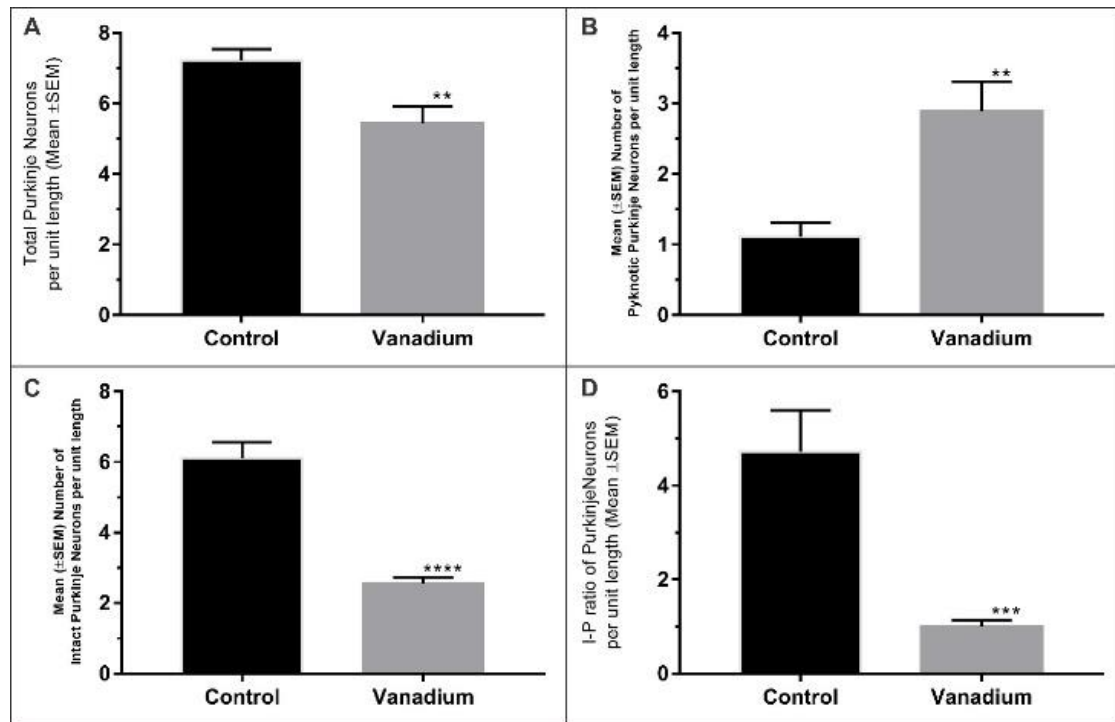 A
Total Purkinje Neurons
per unit length (Mean ±SEM)
8
6
4
2
0
**
Control
Vanadium
B
Mean (±SEM) Number of
Pyknotic Purkinje Neurons per unit length
4
3
2
1
0
**
Control
Vanadium
C
Mean (±SEM) Number of
Intact Purkinje Neurons per unit length
8
6
4
2
0
****
Control
Vanadium
D
I-P ratio of PurkinjeNeurons
per unit length (Mean ±SEM)
6
4
2
0
***
Control
Vanadium